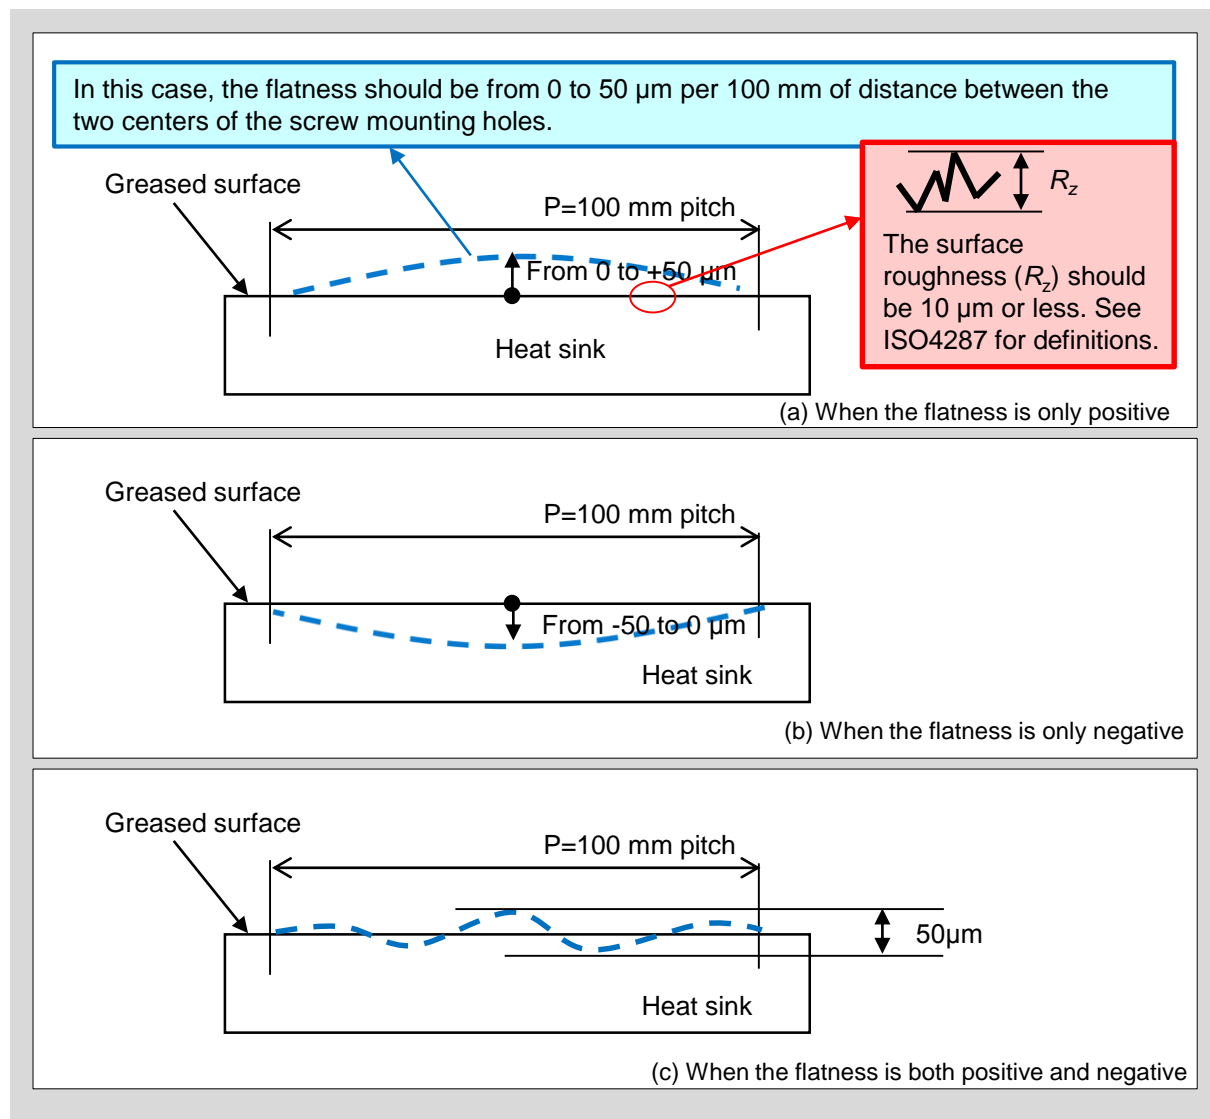 In this case, the flatness should be from 0 to 50 µm per 100 mm of distance between the
two centers of the screw mounting holes.
Greased surface
P=100 mm pitch
Rz
The surface
roughness (Rz) should
be 10 µm or less. See
ISO4287 for definitions.
From 0 to +50 µm
Heat sink
(a) When the flatness is only positive
Greased surface
P=100 mm pitch
From -50 to 0 µm
Heat sink
(b) When the flatness is only negative
Greased surface
P=100 mm pitch
50µm
Heat sink
(c) When the flatness is both positive and negative